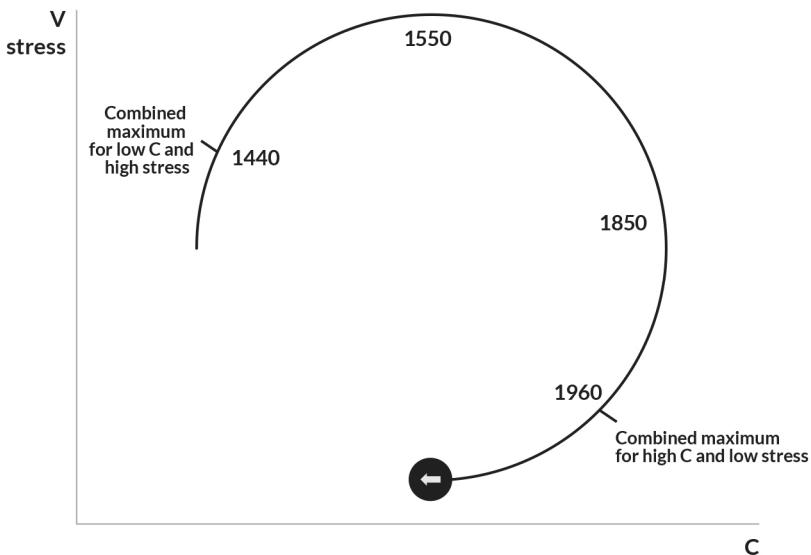 V
stress
1550
Combined
maximum
for low C and
high stress
1440
1850
1960
Combined maximum
for high C and low stress
C